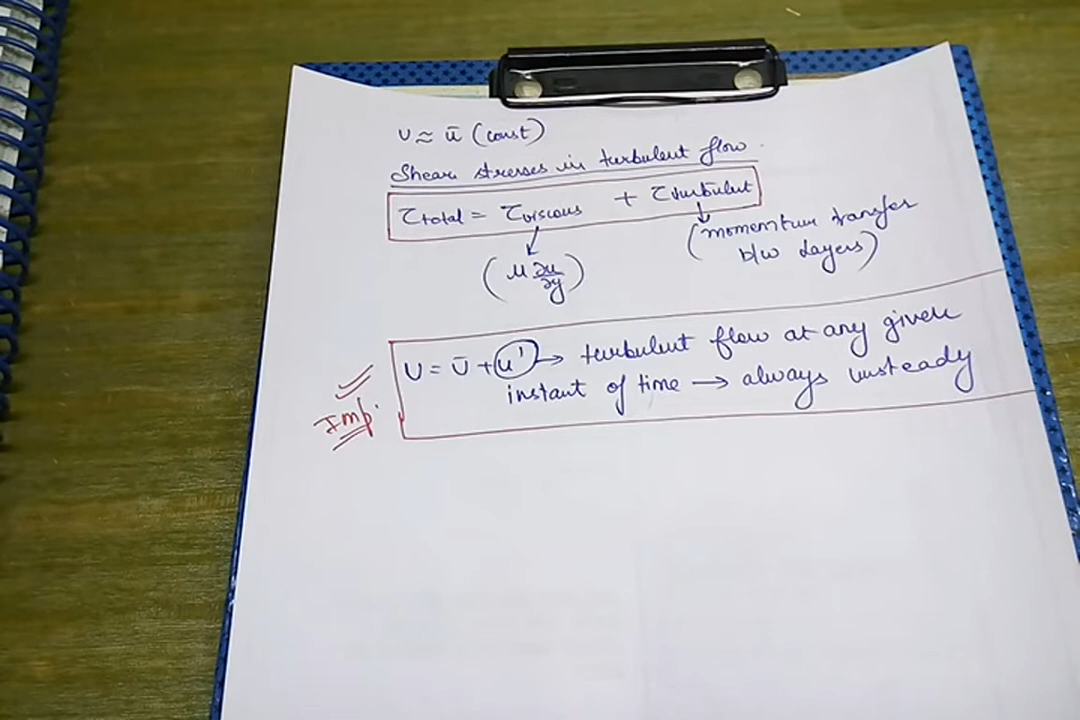 U ≈ ū (const)
Shear stresses in turbulent flow.
τtotal = τviscous + τturbulent
(momentum transfer
b/w layers)
(μ ∂u/∂y)
U = Ū + u' → turbulent flow at any given
instant of time → always unsteady
Imp.